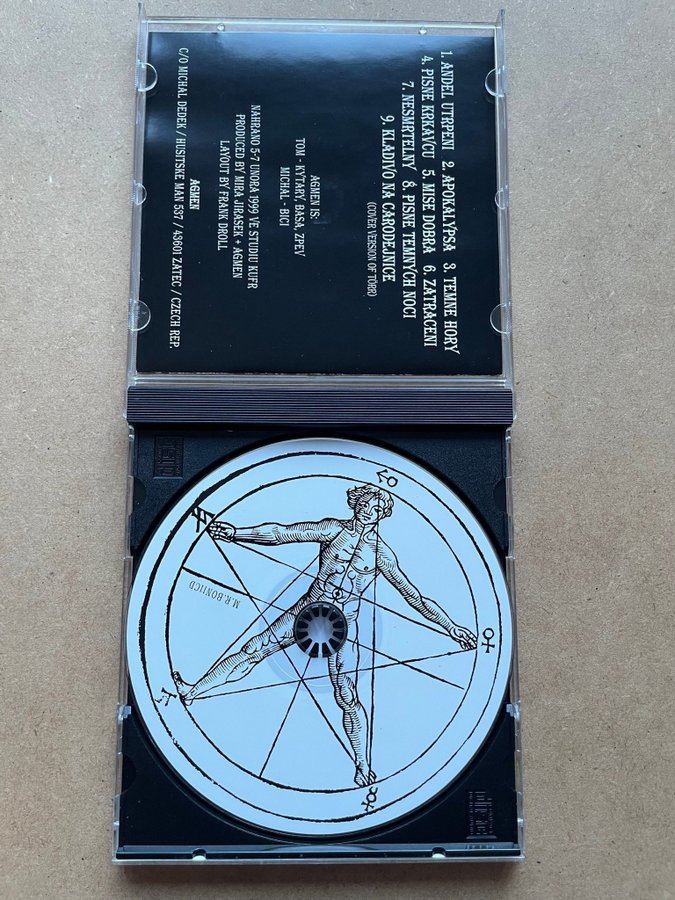 1. ANDEL UTRPENI 2. APOKALYPSA 3. TEMNE HORY
4. PISNE KRKAVCU 5. MISE DOBRA 6. ZATRACENI
7. NESMRTELNY 8. PISNE TEMNÝCH NOCI
9. KLADIVO NA CARODEJNICE
(COVER VERSION OF TÖRR)
AGMEN IS:
TOM - KYTARY, BASA, ZPEV
MICHAL - BICI
NAHRANO 5-7 UNORA 1999 VE STUDIU KUFR
PRODUCED BY MIRA JIRASEK + AGMEN
LAYOUT BY FRANK DROLL
AGMEN
C/O MICHAL DEDEK / HUSITSKE NAM 537 / 43601 ZATEC / CZECH REP.